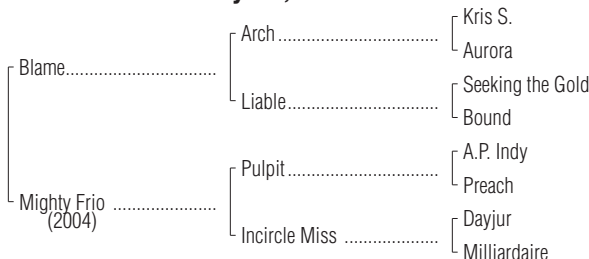 Kris S.
Arch ........................................
Aurora
Blame................................
Seeking the Gold
Liable........................................
Bound
A.P. Indy
Pulpit........................................
Preach
Mighty Frio ......................
(2004)
Dayjur
Incircle Miss ....................
Milliardaire